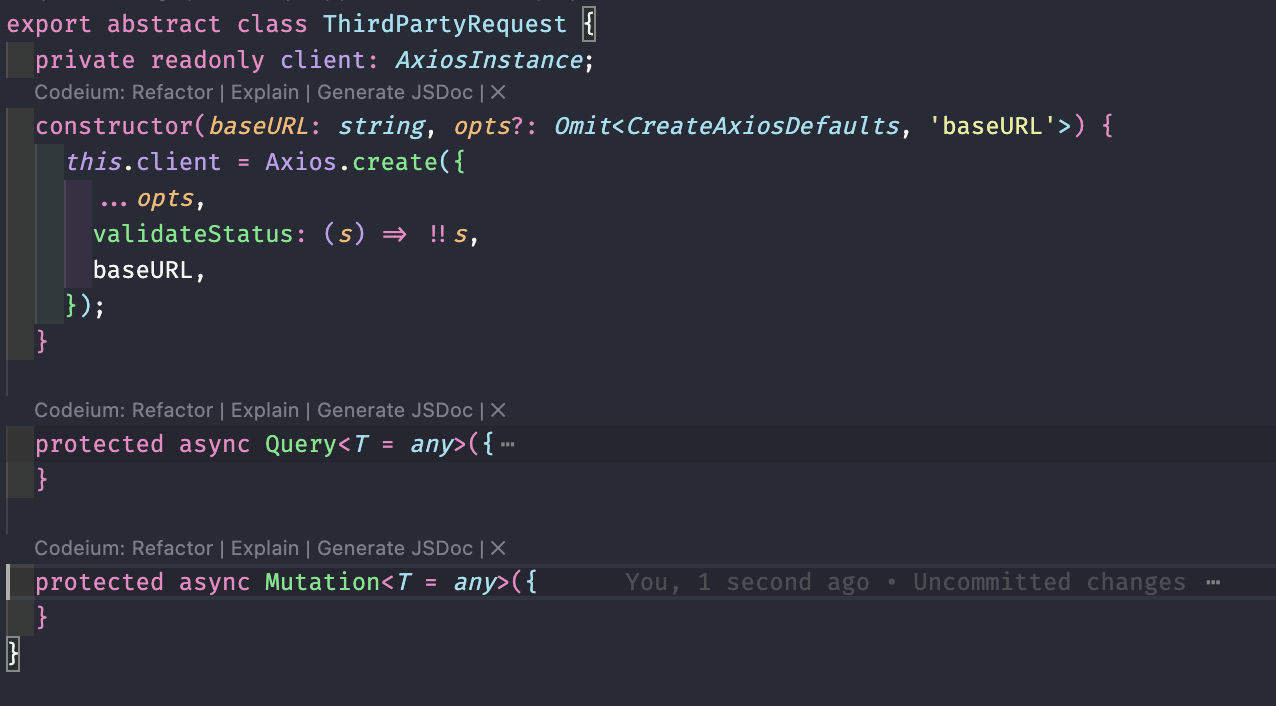 export abstract class ThirdPartyRequest {
private readonly client: AxiosInstance;
Codeium: Refactor | Explain | Generate JSDoc | ✕
constructor(baseURL: string, opts?: Omit<CreateAxiosDefaults, 'baseURL'>) {
this.client = Axios.create({
...opts,
validateStatus: (s) => !!s,
baseURL,
});
}
Codeium: Refactor | Explain | Generate JSDoc | ✕
protected async Query<T = any>({ ⋯
}
Codeium: Refactor | Explain | Generate JSDoc | ✕
protected async Mutation<T = any>({ You, 1 second ago • Uncommitted changes ⋯
}
}